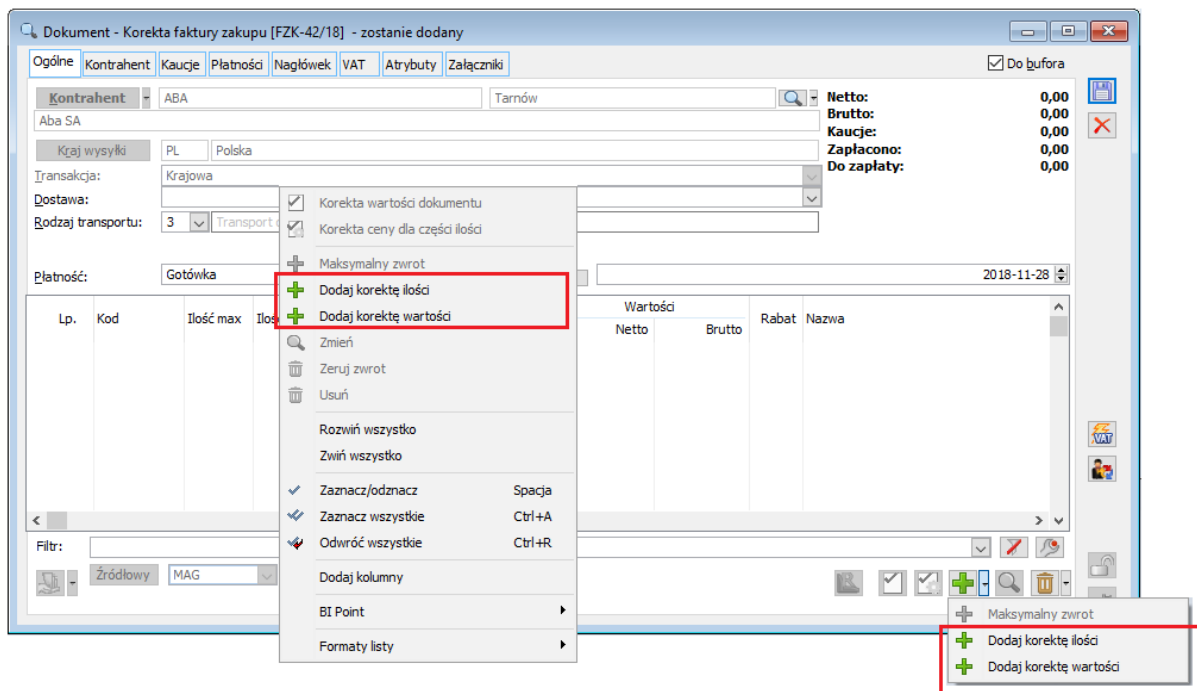 Dokument - Korekta faktury zakupu [FZK-42/18] - zostanie dodany
Ogólne Kontrahent Kaucje Płatności Nagłówek VAT Atrybuty Załączniki
Do bufora
Kontrahent ABA Tarnów
Netto: 0,00
Aba SA
Brutto: 0,00
Kaucje: 0,00
Kraj wysyłki PL Polska
Zapłacono: 0,00
Do zapłaty: 0,00
Transakcja: Krajowa
Dostawa:
Rodzaj transportu: 3 Transport
Płatność: Gotówka 2018-11-28
Lp. Kod Ilość max Wartości Rabat Nazwa
Netto Brutto
Korekta wartości dokumentu
Korekta ceny dla części ilości
Maksymalny zwrot
Dodaj korektę ilości
Dodaj korektę wartości
Zmień
Zeruj zwrot
Usuń
Rozwiń wszystko
Zwiń wszystko
Zaznacz/odznacz Spacja
Zaznacz wszystkie Ctrl+A
Odwróć wszystkie Ctrl+R
Dodaj kolumny
BI Point
Formaty listy
VAT
Filtr:
Źródłowy MAG
Maksymalny zwrot
Dodaj korektę ilości
Dodaj korektę wartości